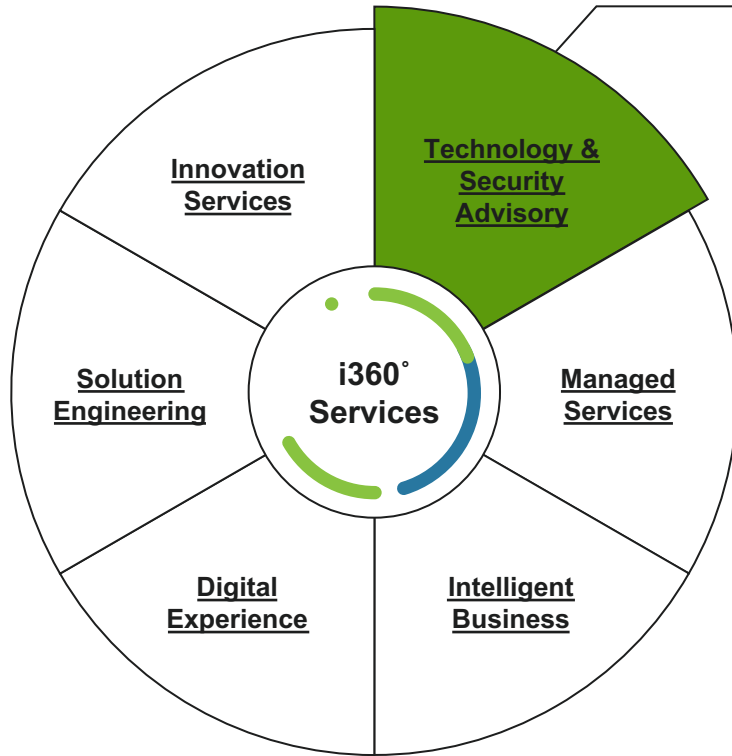 Technology &
Security
Advisory
Innovation
Services
i360°
Services
Solution
Engineering
Managed
Services
Digital
Experience
Intelligent
Business